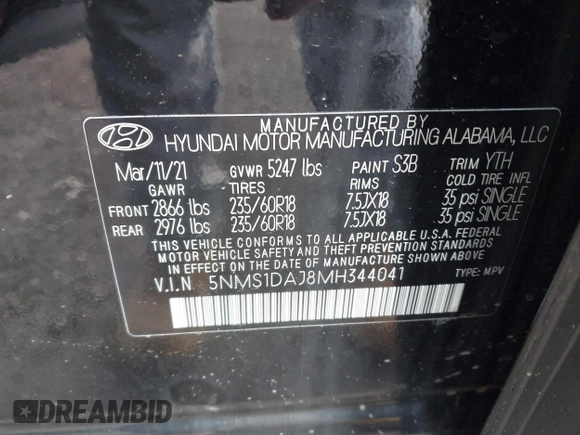 MANUFACTURED BY
HYUNDAI MOTOR MANUFACTURING ALABAMA, LLC
Mar/11/21 GVWR 5247 lbs PAINT S3B TRIM YTH
GAWR TIRES RIMS COLD TIRE INFL
FRONT 2866 lbs 235/60R18 7.5JX18 35 psi SINGLE
REAR 2976 lbs 235/60R18 7.5JX18 35 psi SINGLE
THIS VEHICLE CONFORMS TO ALL APPLICABLE U.S.A. FEDERAL
MOTOR VEHICLE SAFETY AND THEFT PREVENTION STANDARDS
IN EFFECT ON THE DATE OF MANUFACTURE SHOWN ABOVE.
V.I.N 5NMS1DAJ8MH344041 TYPE: MPV
DREAMBID